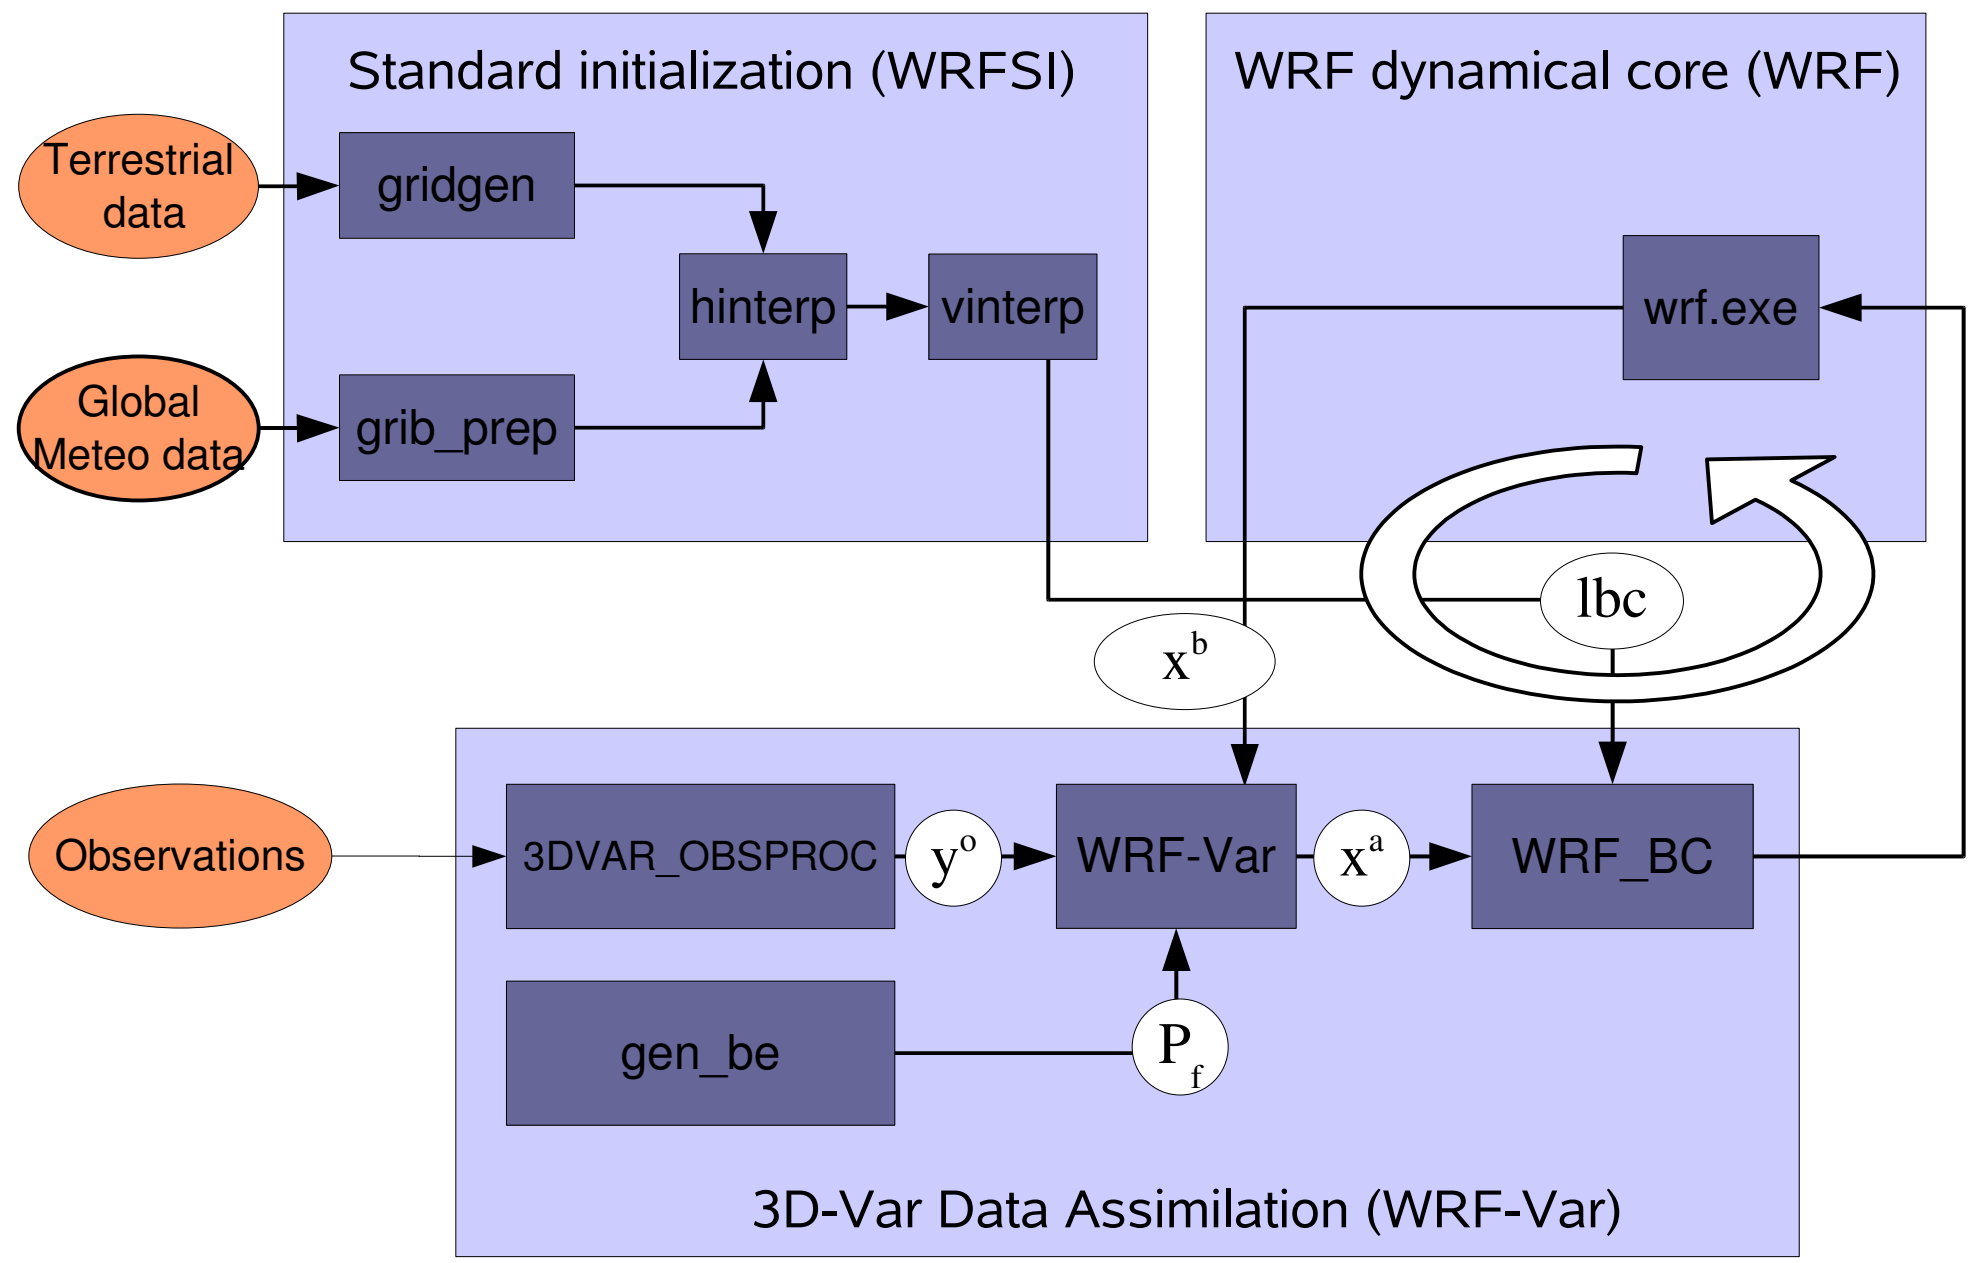 Standard initialization (WRFSI)
WRF dynamical core (WRF)
Terrestrial
data
gridgen
hinterp
vinterp
wrf.exe
Global
Meteo data
grib_prep
lbc
x^b
Observations
3DVAR_OBSPROC
y^o
WRF-Var
x^a
WRF_BC
gen_be
P_f
3D-Var Data Assimilation (WRF-Var)